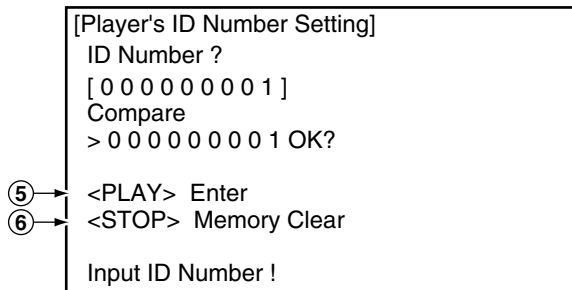 [Player's ID Number Setting]
ID Number ?
[ 0 0 0 0 0 0 0 0 1 ]
Compare
> 0 0 0 0 0 0 0 0 1 OK?
5 <PLAY> Enter
6 <STOP> Memory Clear
Input ID Number !